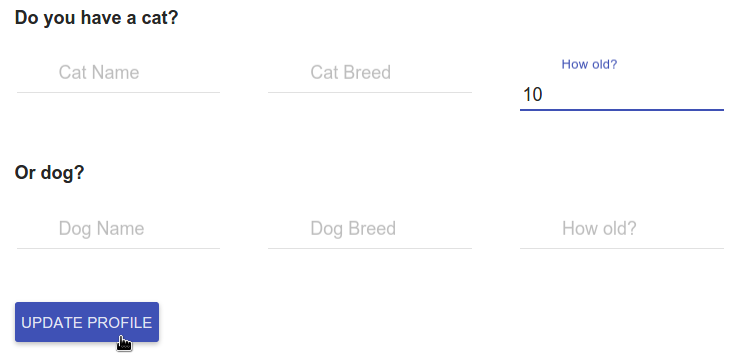 Do you have a cat?
Cat Name
Cat Breed
How old?
10
Or dog?
Dog Name
Dog Breed
How old?
UPDATE PROFILE